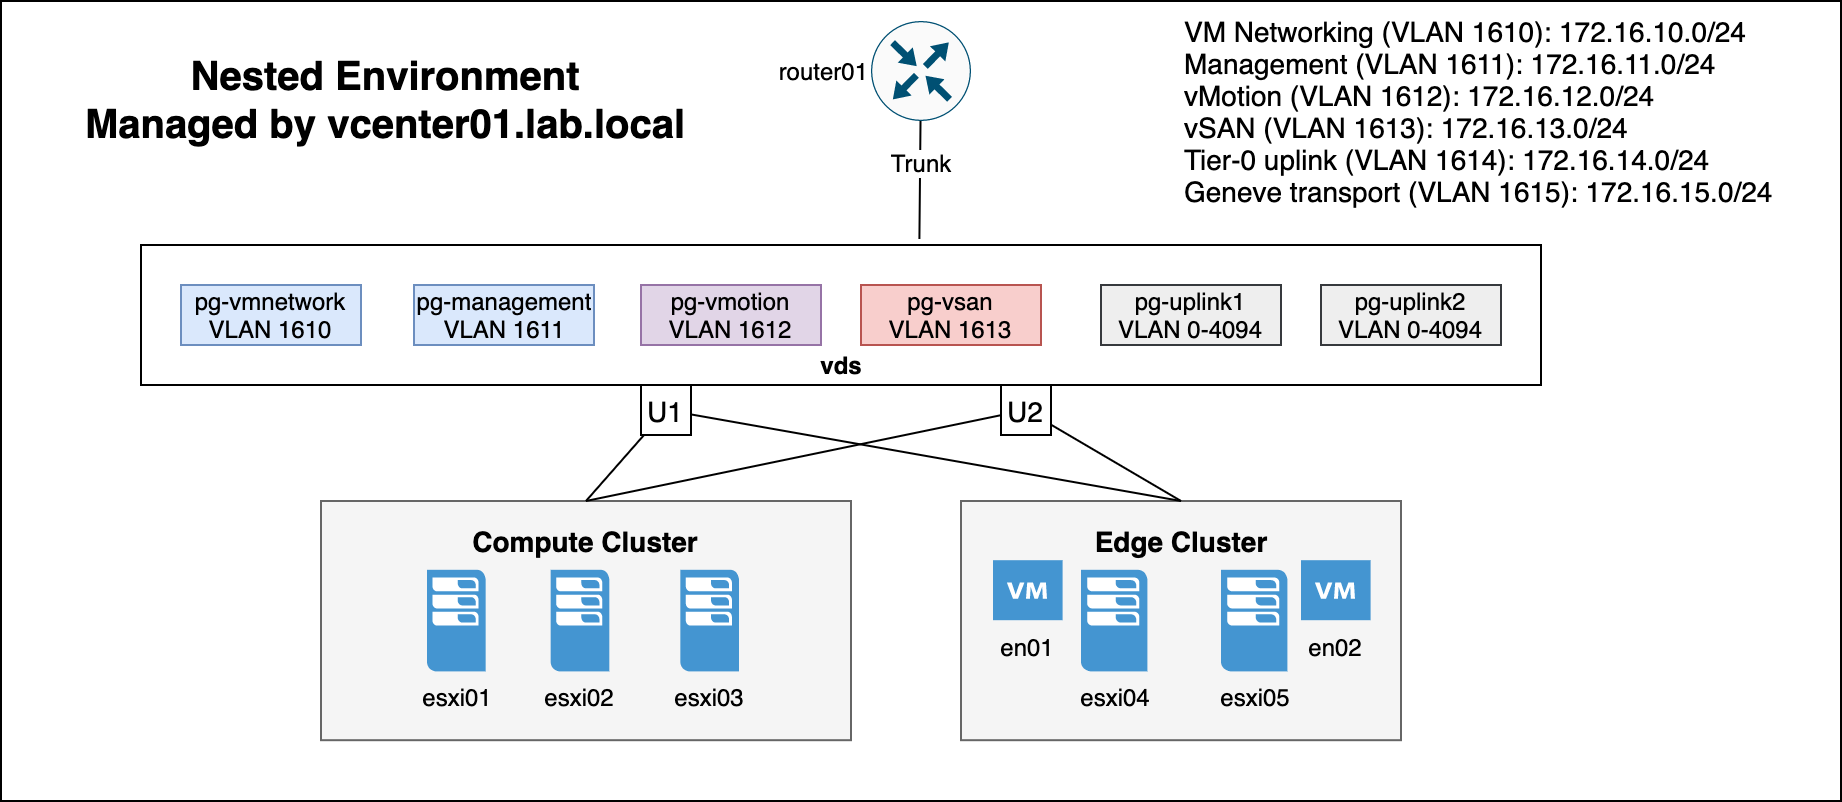 Nested Environment
Managed by vcenter01.lab.local
router01
Trunk
VM Networking (VLAN 1610): 172.16.10.0/24
Management (VLAN 1611): 172.16.11.0/24
vMotion (VLAN 1612): 172.16.12.0/24
vSAN (VLAN 1613): 172.16.13.0/24
Tier-0 uplink (VLAN 1614): 172.16.14.0/24
Geneve transport (VLAN 1615): 172.16.15.0/24
pg-vmnetwork
VLAN 1610
pg-management
VLAN 1611
pg-vmotion
VLAN 1612
pg-vsan
VLAN 1613
pg-uplink1
VLAN 0-4094
pg-uplink2
VLAN 0-4094
vds
U1
U2
Compute Cluster
esxi01
esxi02
esxi03
Edge Cluster
VM
en01
esxi04
esxi05
VM
en02